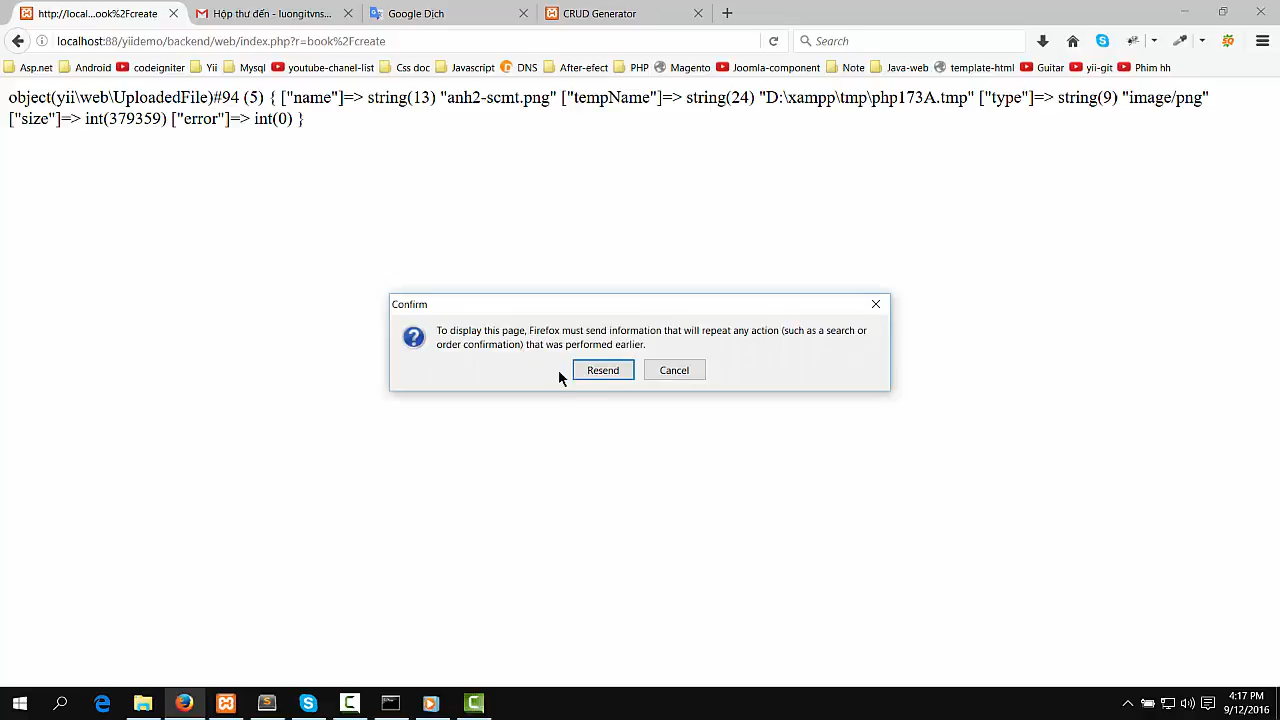 http://local...ook%2Fcreate
Hộp thư đến - luongitvns...
Google Dịch
CRUD Generator
localhost:88/yiidemo/backend/web/index.php?r=book%2Fcreate
Search
Asp.net
Android
codeigniter
Yii
Mysql
youtube-chanel-list
Css doc
Javascript
DNS
After-efect
PHP
Magento
Joomla-component
Note
Java-web
template-html
Guitar
yii-git
Phim hh
object(yii\web\UploadedFile)#94 (5) { ["name"]=> string(13) "anh2-scmt.png" ["tempName"]=> string(24) "D:\xampp\tmp\php173A.tmp" ["type"]=> string(9) "image/png"
["size"]=> int(379359) ["error"]=> int(0) }
Confirm
To display this page, Firefox must send information that will repeat any action (such as a search or
order confirmation) that was performed earlier.
Resend
Cancel
4:17 PM
9/12/2016